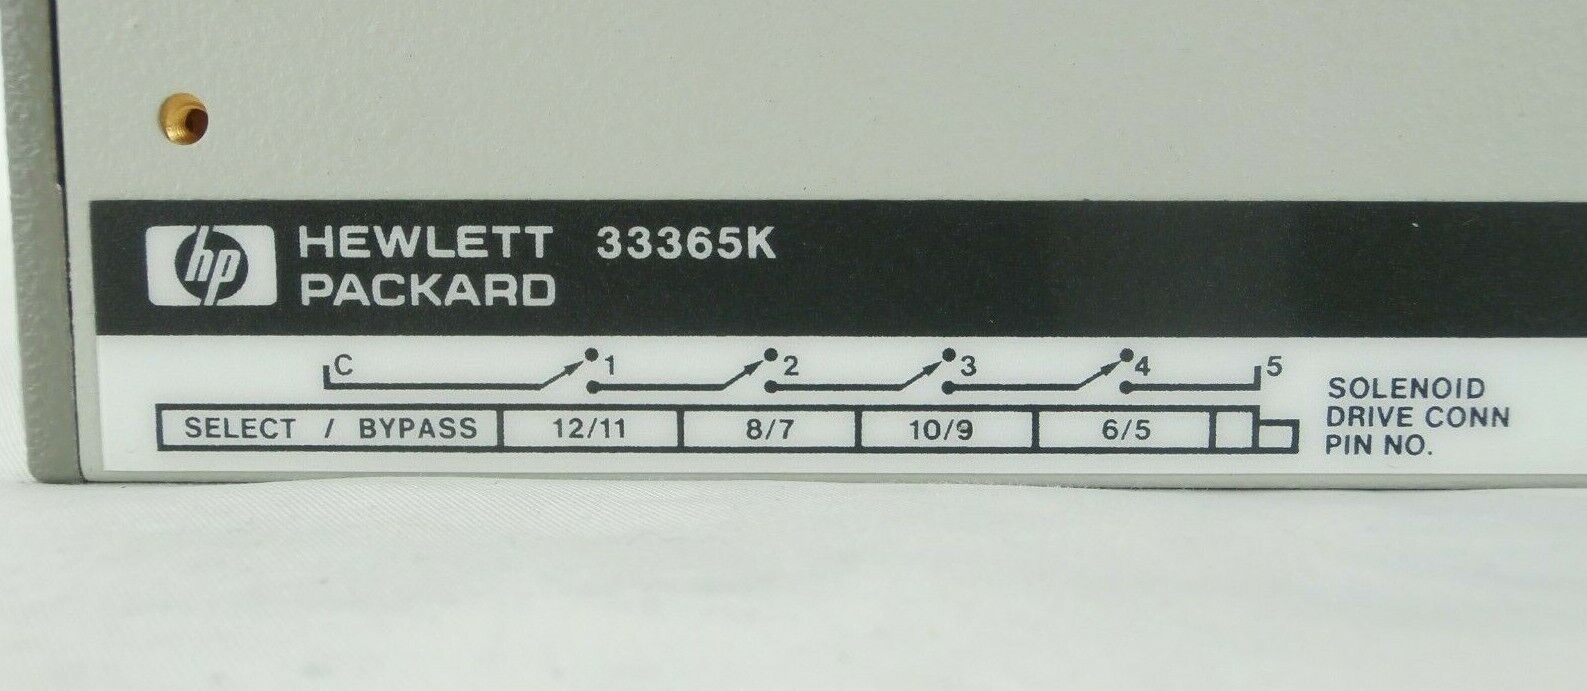 hp HEWLETT PACKARD 33365K
C 1 2 3 4 5
SELECT / BYPASS 12/11 8/7 10/9 6/5
SOLENOID
DRIVE CONN
PIN NO.